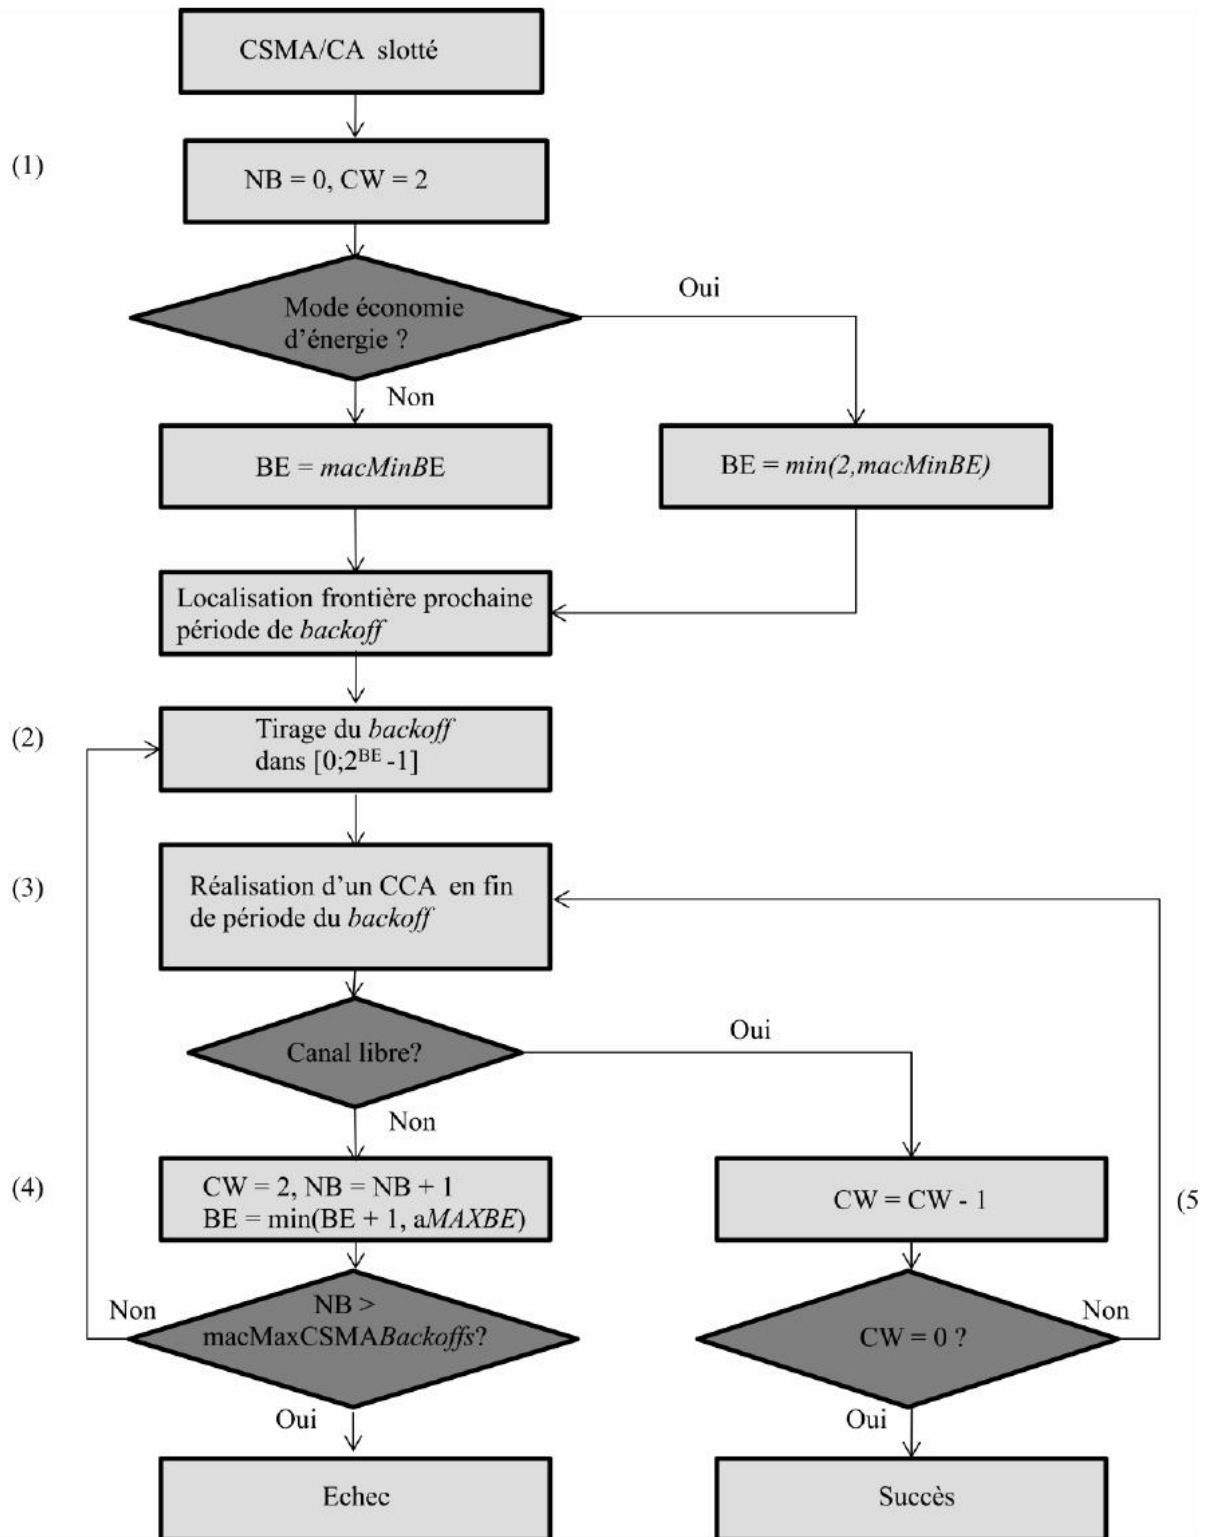 CSMA/CA slotté
(1)
NB = 0, CW = 2
Mode économie
d'énergie ?
Oui
Non
BE = macMinBE
BE = min(2,macMinBE)
Localisation frontière prochaine
période de backoff
(2)
Tirage du backoff
dans [0;2^BE -1]
(3)
Réalisation d'un CCA en fin
de période du backoff
Canal libre?
Oui
Non
(4)
CW = 2, NB = NB + 1
BE = min(BE + 1, aMAXBE)
CW = CW - 1
(5
Non
NB >
macMaxCSMABackoffs?
CW = 0 ?
Non
Oui
Oui
Echec
Succès